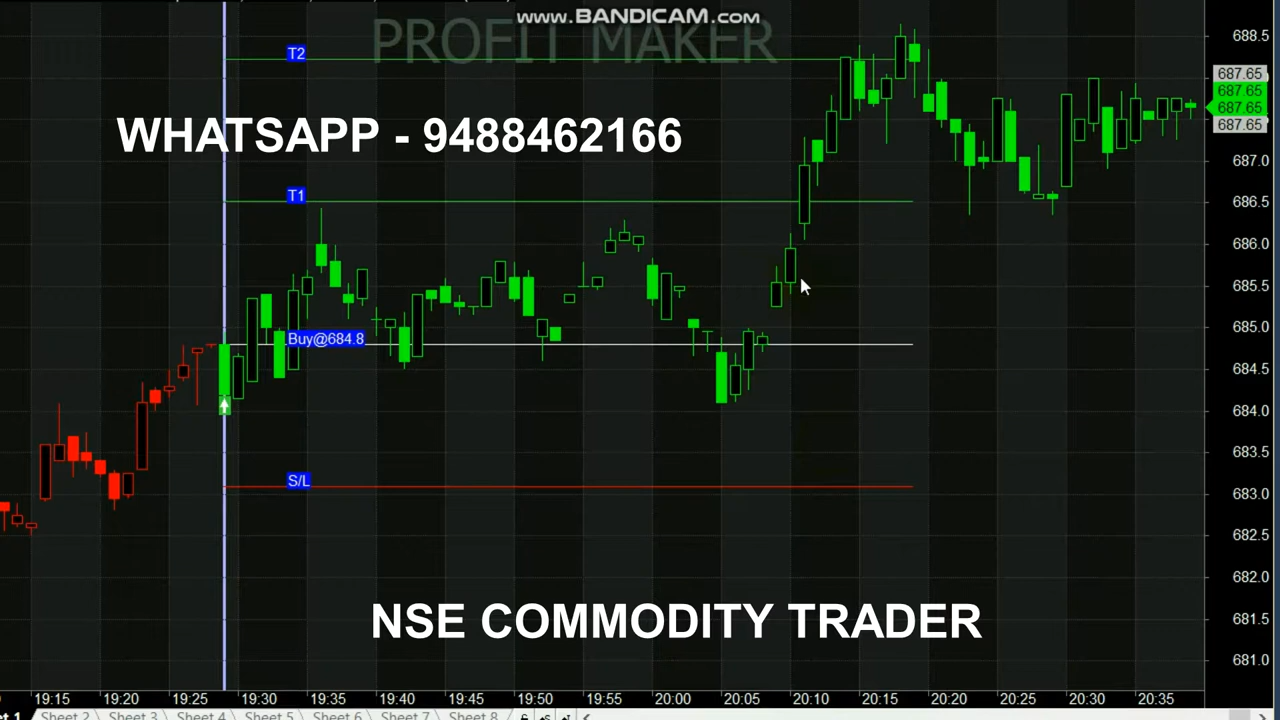 www.BANDICAM.com
PROFIT MAKER
T2
688.5
687.65
687.65
687.65
687.65
WHATSAPP - 9488462166
687.0
T1
686.5
686.0
685.5
685.0
Buy@684.8
684.5
684.0
683.5
S/L
683.0
682.5
682.0
NSE COMMODITY TRADER
681.5
681.0
19:15 19:20 19:25 19:30 19:35 19:40 19:45 19:50 19:55 20:00 20:05 20:10 20:15 20:20 20:25 20:30 20:35
Sheet 2 Sheet 3 Sheet 4 Sheet 5 Sheet 6 Sheet 7 Sheet 8